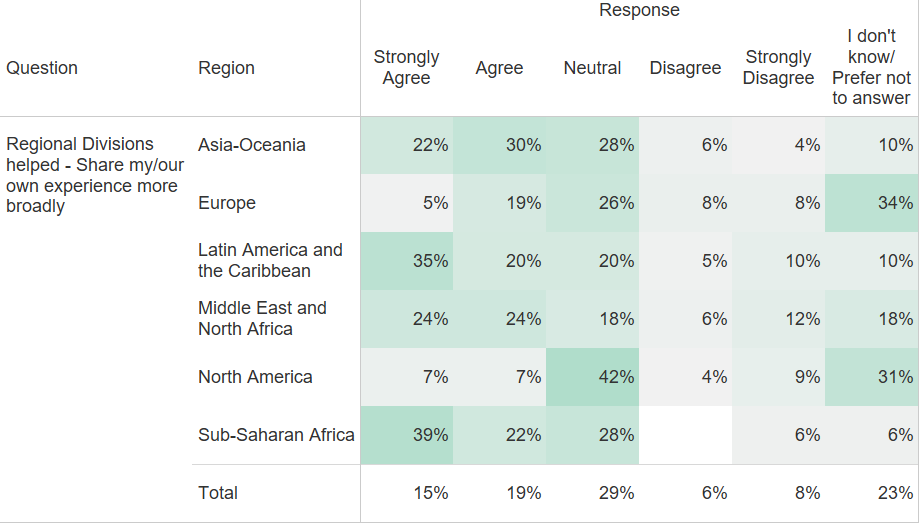 Response
Question Region Strongly Agree Agree Neutral Disagree Strongly Disagree I don't know/ Prefer not to answer
Regional Divisions helped - Share my/our own experience more broadly
Asia-Oceania 22% 30% 28% 6% 4% 10%
Europe 5% 19% 26% 8% 8% 34%
Latin America and the Caribbean 35% 20% 20% 5% 10% 10%
Middle East and North Africa 24% 24% 18% 6% 12% 18%
North America 7% 7% 42% 4% 9% 31%
Sub-Saharan Africa 39% 22% 28% 6% 6%
Total 15% 19% 29% 6% 8% 23%